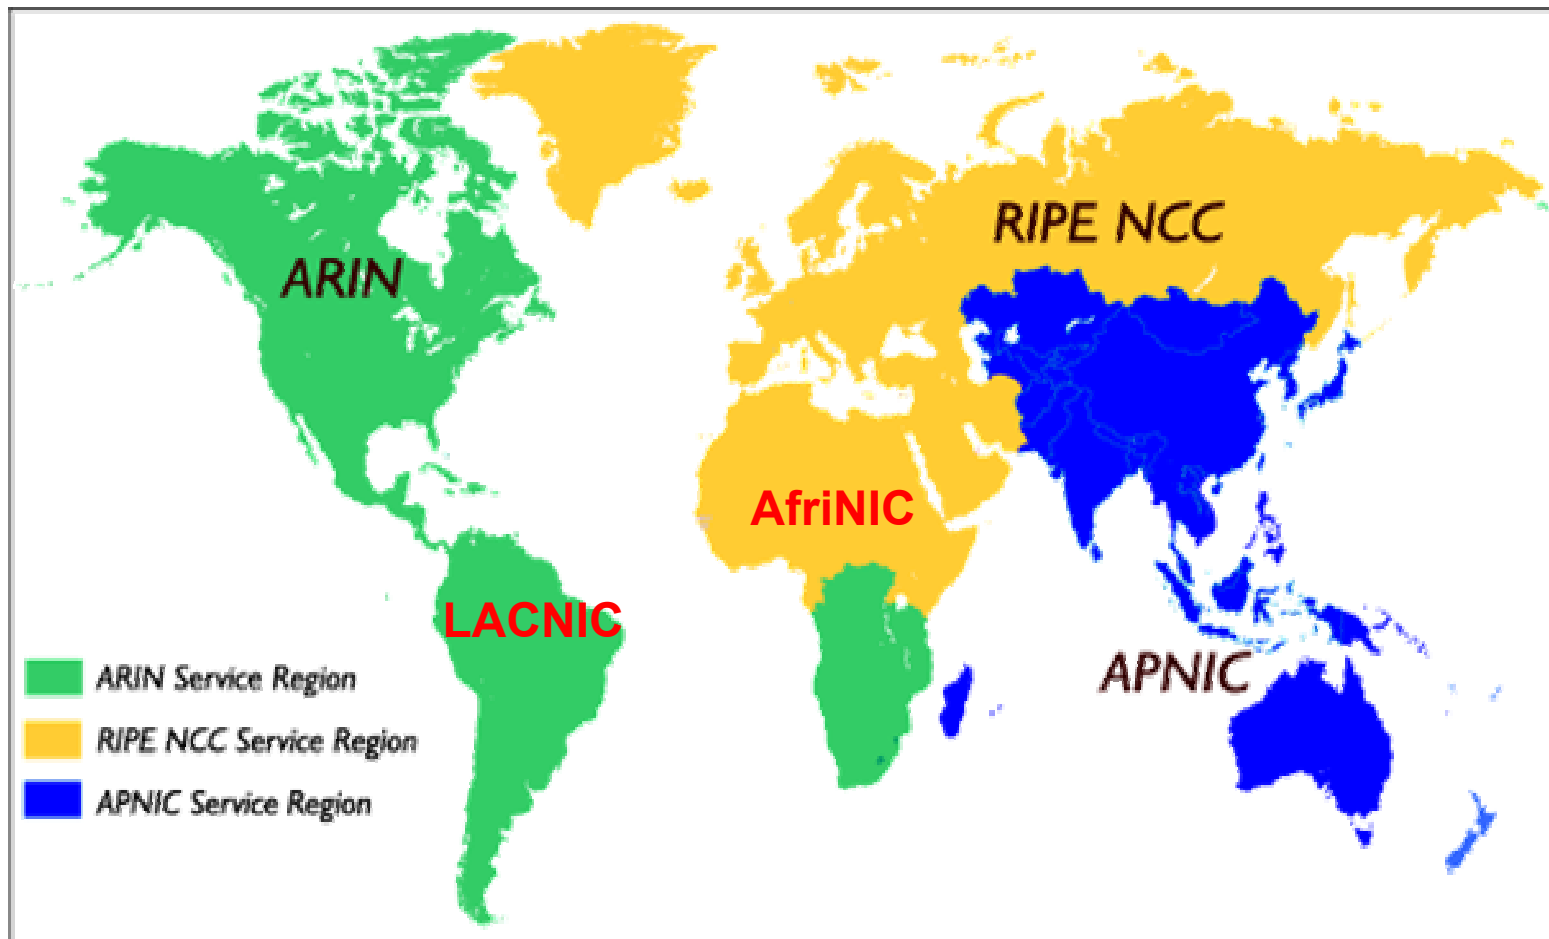 RIPE NCC
ARIN
AfriNIC
LACNIC
APNIC
ARIN Service Region
RIPE NCC Service Region
APNIC Service Region